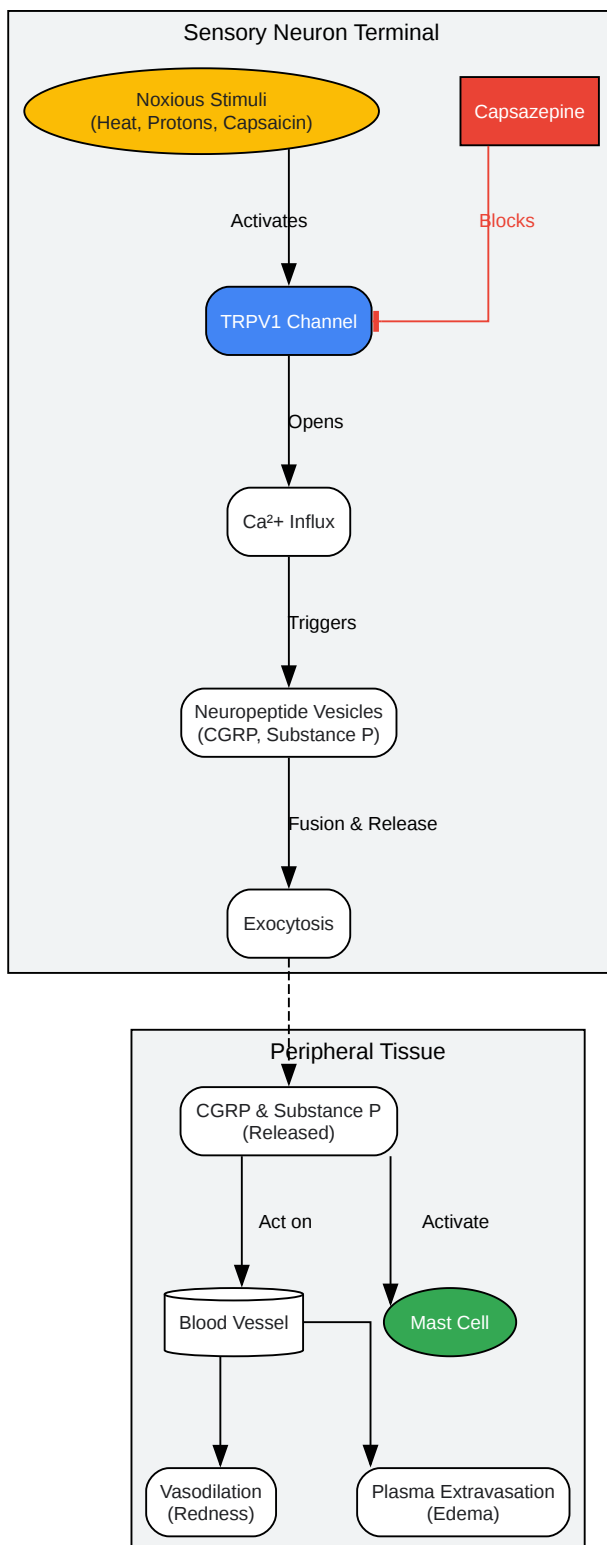 Sensory Neuron Terminal
Noxious Stimuli
(Heat, Protons, Capsaicin)
Capsazepine
Activates
Blocks
TRPV1 Channel
Opens
Ca²+ Influx
Triggers
Neuropeptide Vesicles
(CGRP, Substance P)
Fusion & Release
Exocytosis
Peripheral Tissue
CGRP & Substance P
(Released)
Act on
Activate
Blood Vessel
Mast Cell
Vasodilation
(Redness)
Plasma Extravasation
(Edema)